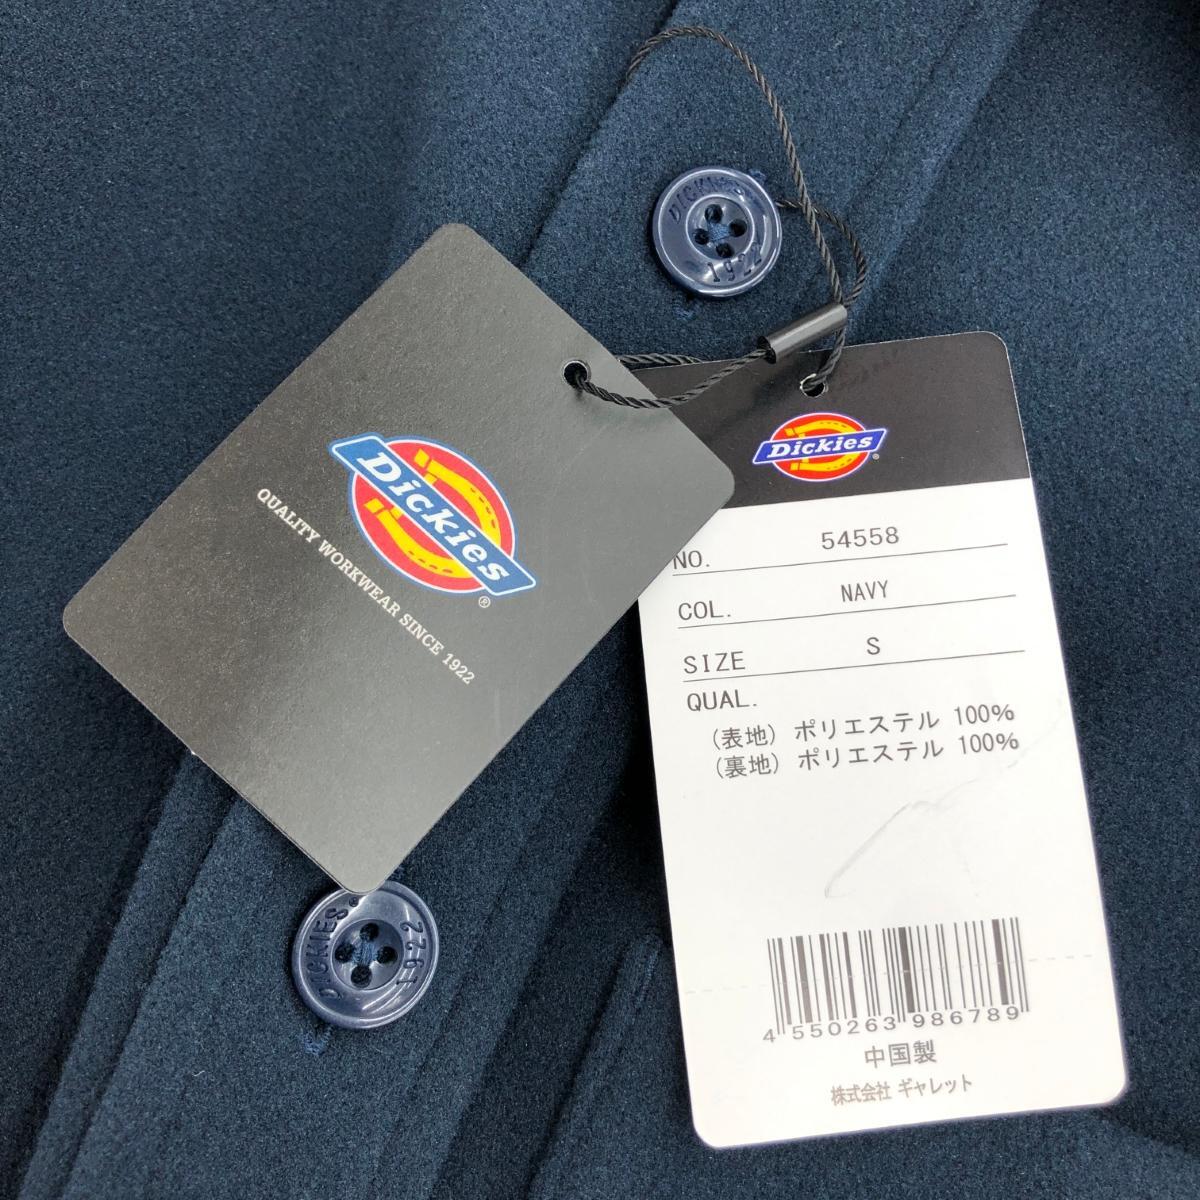 DICKIES
1922
Dickies®
QUALITY WORKWEAR SINCE 1922
Dickies®
NO. 54558
COL. NAVY
SIZE S
QUAL.
(表地) ポリエステル 100%
(裏地) ポリエステル 100%
4 550263 986789
中国製
株式会社 ギャレット
DICKIES®
1922